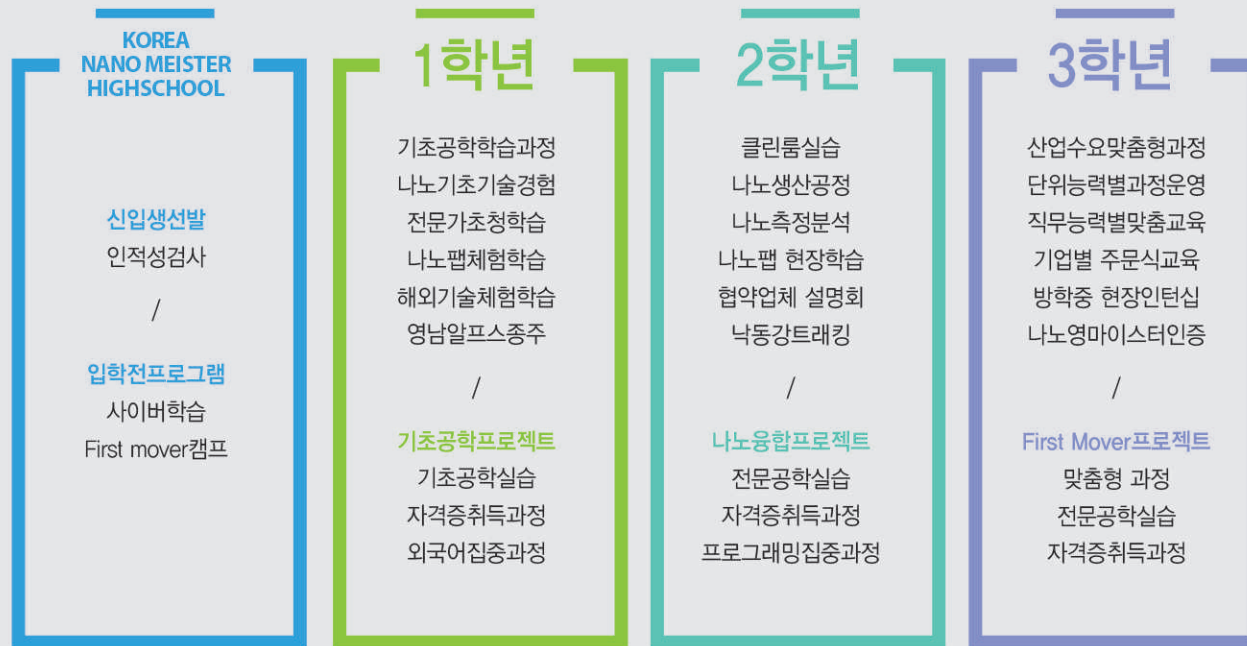 KOREA
NANO MEISTER
HIGHSCHOOL
신입생선발
인적성검사
/
입학전프로그램
사이버학습
First mover캠프
1학년
기초공학학습과정
나노기초기술경험
전문가초청학습
나노팹체험학습
해외기술체험학습
영남알프스종주
/
기초공학프로젝트
기초공학실습
자격증취득과정
외국어집중과정
2학년
클린룸실습
나노생산공정
나노측정분석
나노팹 현장학습
협약업체 설명회
낙동강트래킹
/
나노융합프로젝트
전문공학실습
자격증취득과정
프로그래밍집중과정
3학년
산업수요맞춤형과정
단위능력별과정운영
직무능력별맞춤교육
기업별 주문식교육
방학중 현장인턴십
나노영마이스터인증
/
First Mover프로젝트
맞춤형 과정
전문공학실습
자격증취득과정